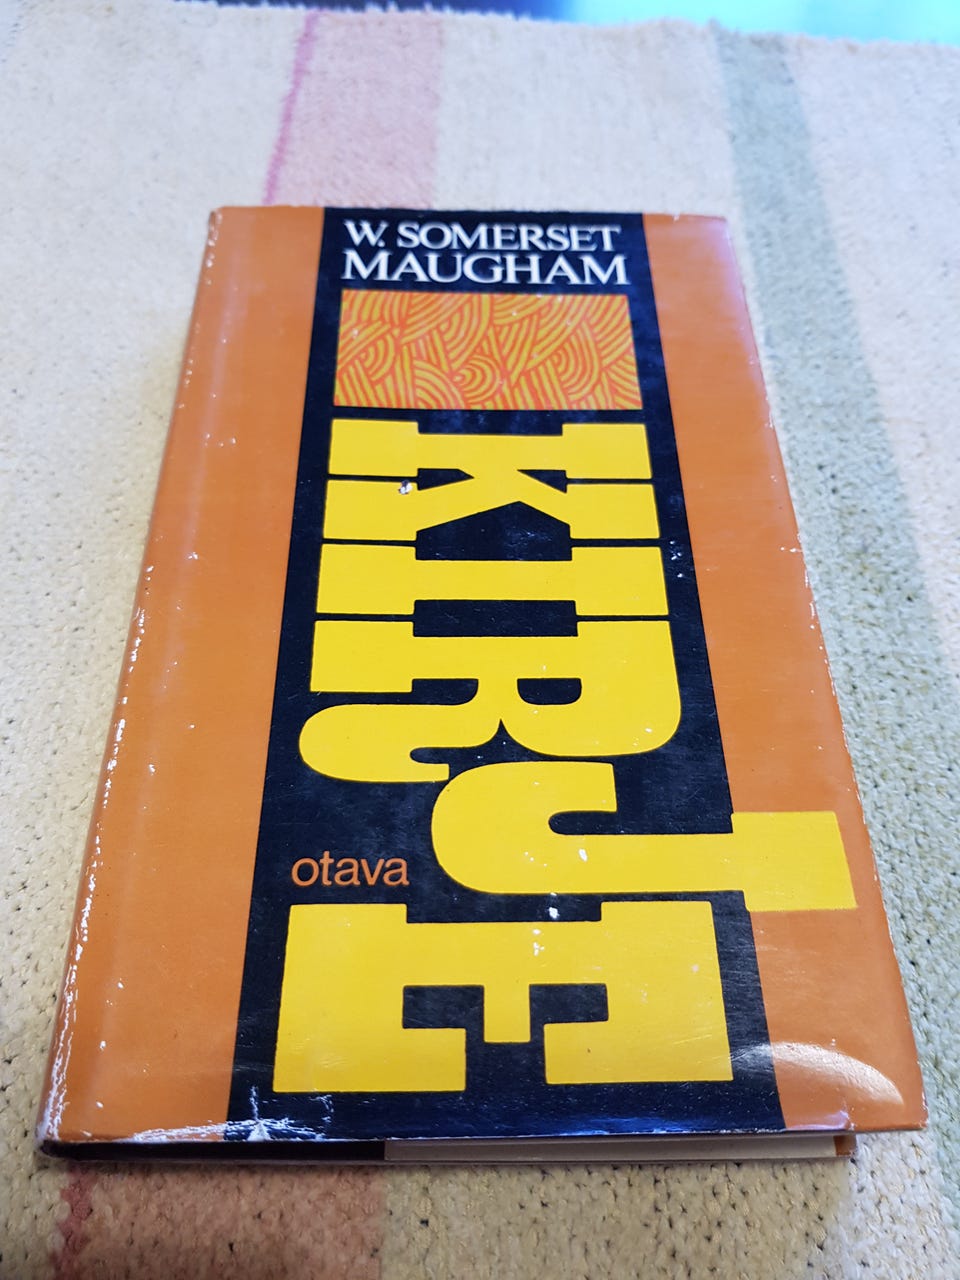 W. SOMERSET
MAUGHAM
KIRJE
otava